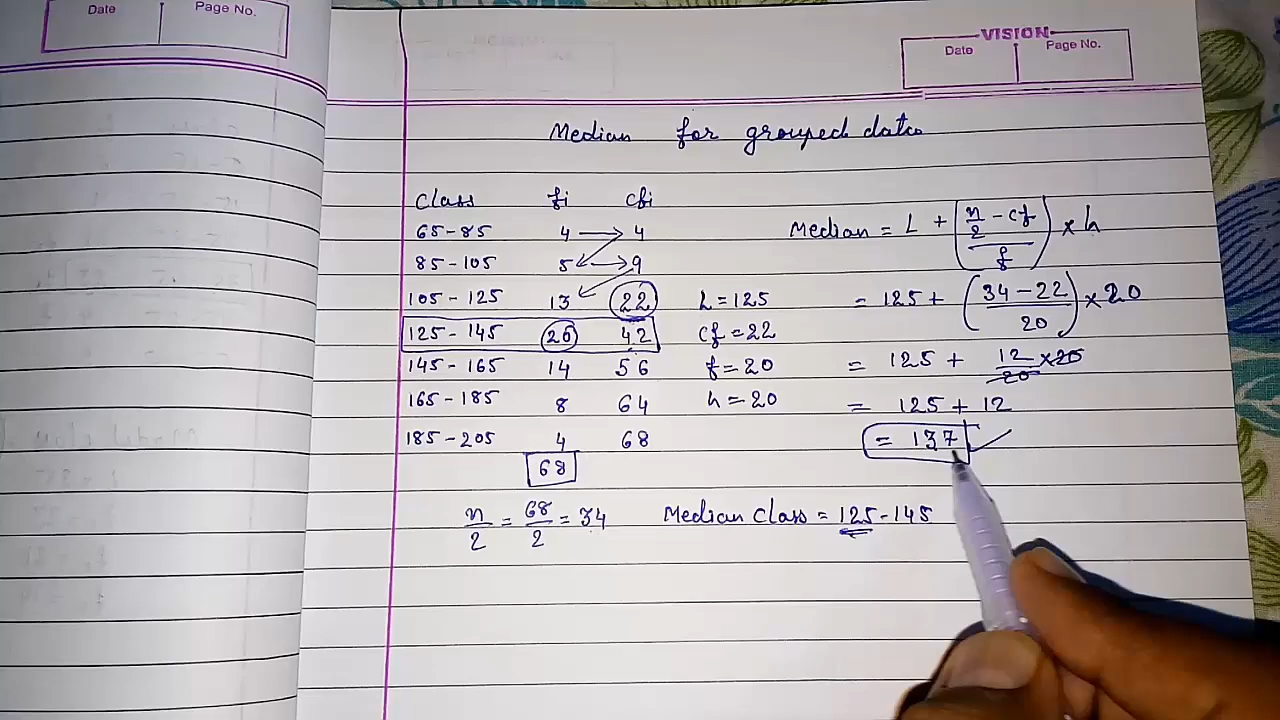 Date Page No.
VISION
Date Page No.
Median for grouped data
Class fi cfi
65-85 4 4
85-105 5 9
105-125 13 22
125-145 20 42
145-165 14 56
165-185 8 64
185-205 4 68
68
n/2 = 68/2 = 34
Median Class = 125-145
L = 125
cf = 22
f = 20
h = 20
Median = L + (n/2 - cf / f) × h
= 125 + (34-22 / 20) × 20
= 125 + 12/20 × 20
= 125 + 12
= 137